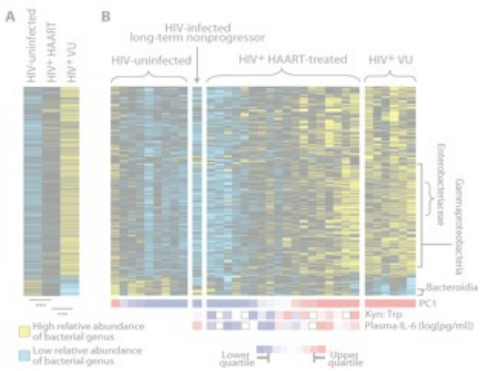 A
B
HIV-uninfected
HIV+ HAART
HIV+ VU
HIV-infected
long-term nonprogressor
HIV-uninfected
HIV+ HAART-treated
HIV+ VU
Enterobacteriaceae
Gammaproteobacteria
Bacteroidia
PC1
Kyn: Trp
Plasma IL-6 (log[pg/ml])
***
***
High relative abundance
of bacterial genus
Low relative abundance
of bacterial genus
Lower
quartile
Upper
quartile